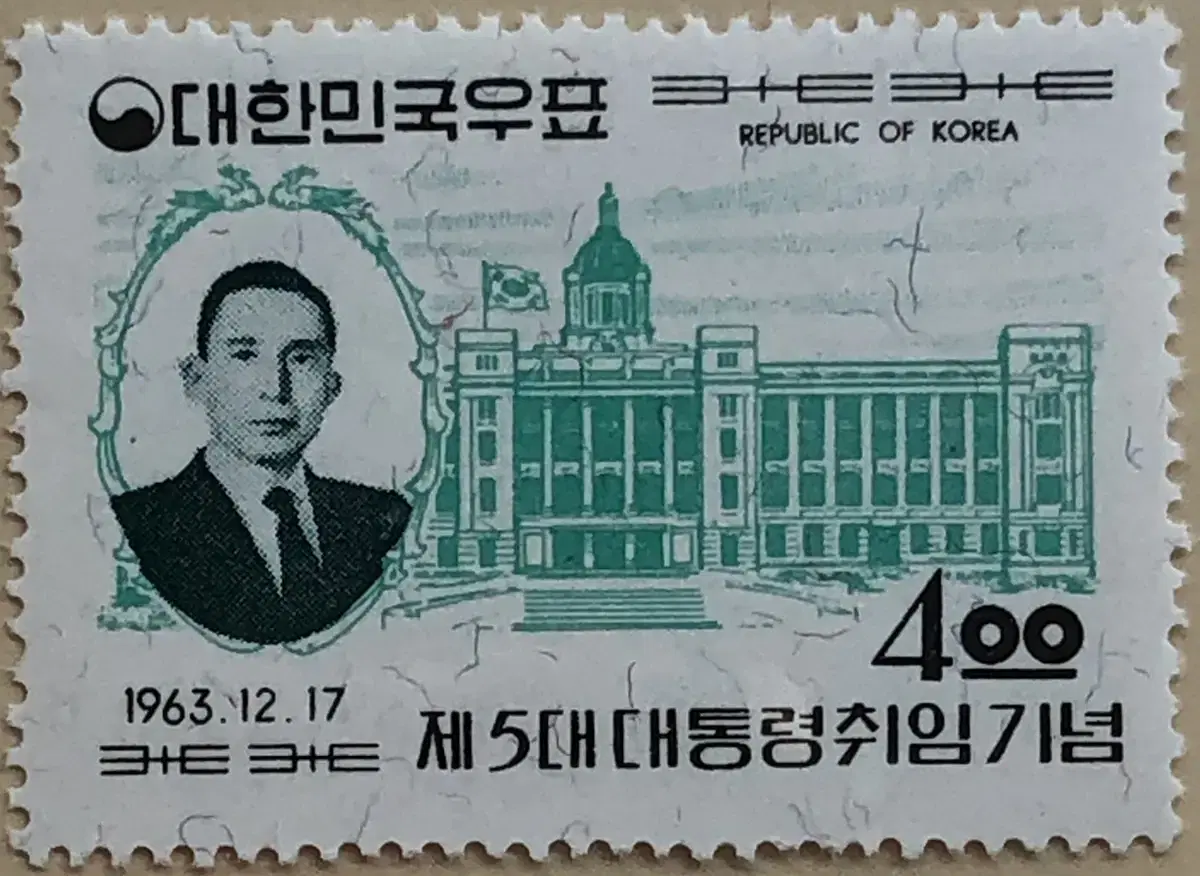 대한민국우표
REPUBLIC OF KOREA
4.00
1963.12.17
제5대 대통령취임기념